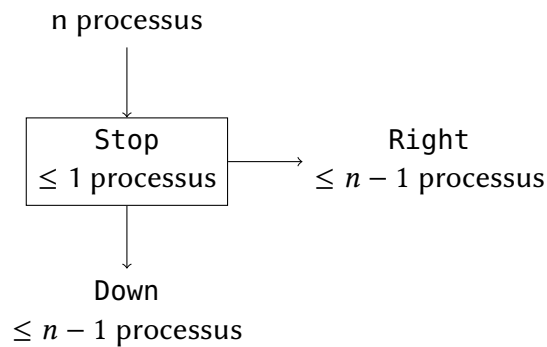 n processus
Stop
≤ 1 processus
Right
≤ n − 1 processus
Down
≤ n − 1 processus